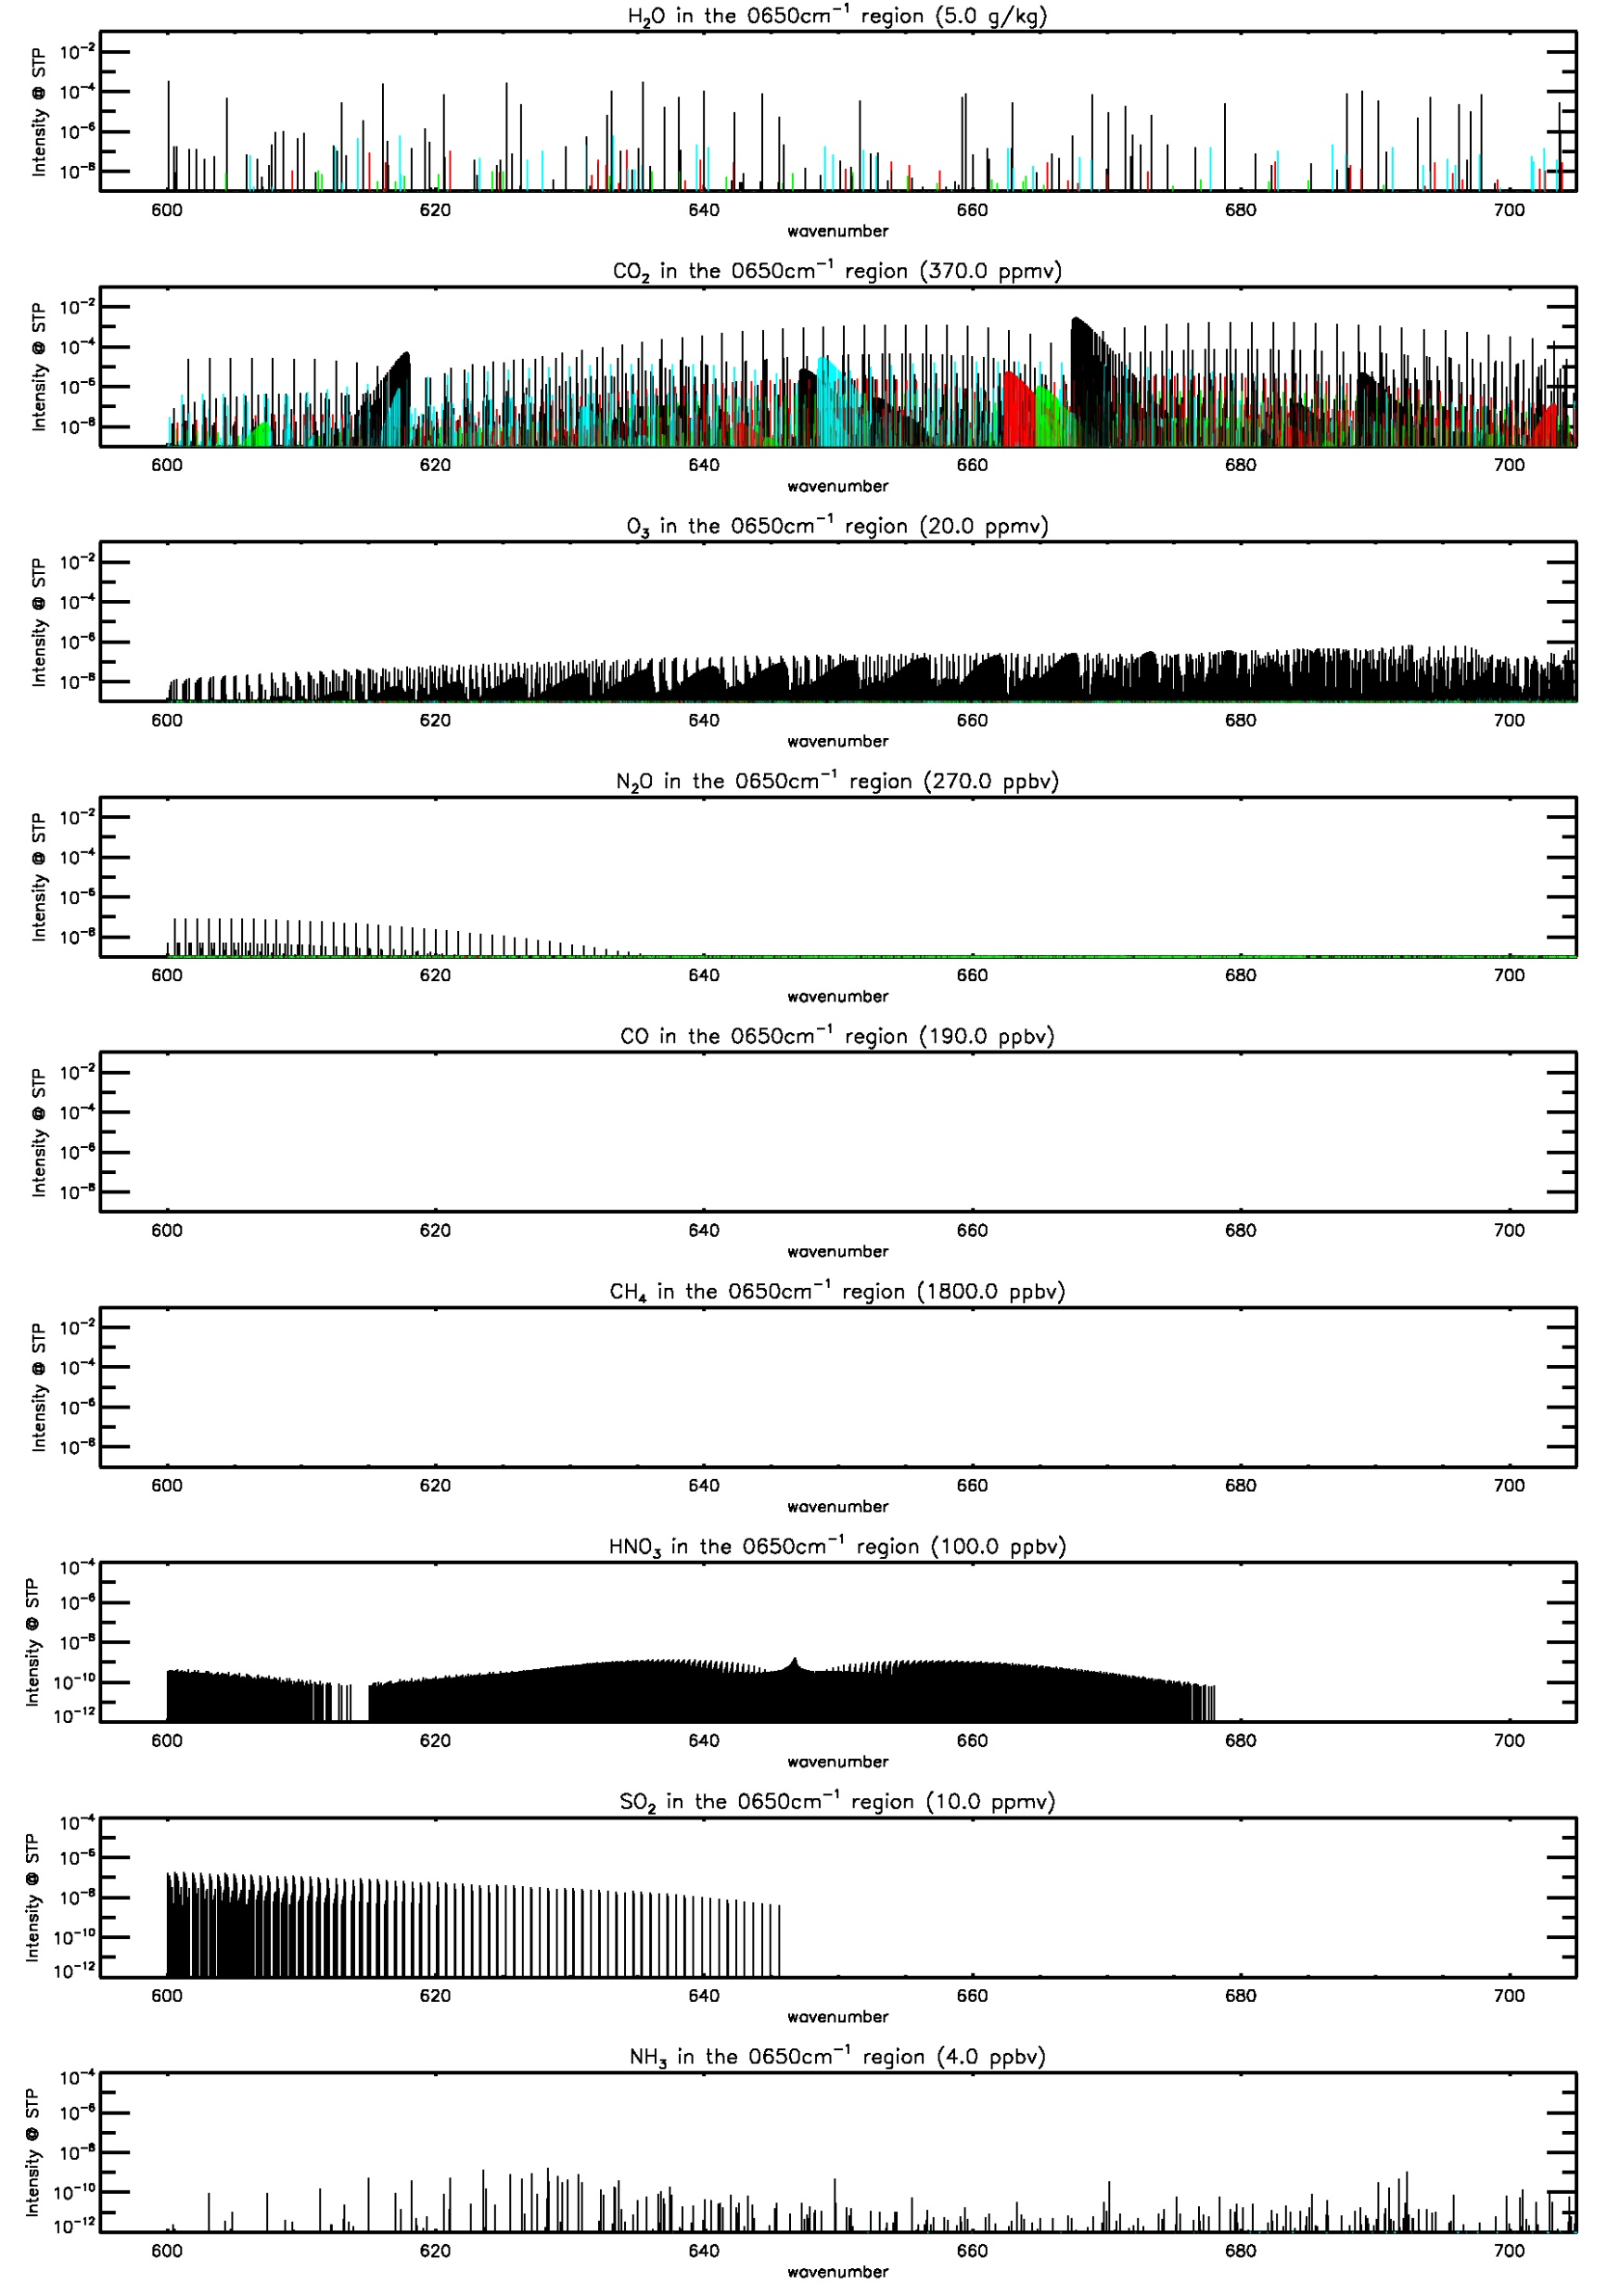 H₂O in the 0650cm⁻¹ region (5.0 g/kg)
Intensity @ STP
10⁻²
10⁻⁴
10⁻⁶
10⁻⁸
600 620 640 660 680 700
wavenumber
CO₂ in the 0650cm⁻¹ region (370.0 ppmv)
Intensity @ STP
10⁻²
10⁻⁴
10⁻⁶
10⁻⁸
600 620 640 660 680 700
wavenumber
O₃ in the 0650cm⁻¹ region (20.0 ppmv)
Intensity @ STP
10⁻²
10⁻⁴
10⁻⁶
10⁻⁸
600 620 640 660 680 700
wavenumber
N₂O in the 0650cm⁻¹ region (270.0 ppbv)
Intensity @ STP
10⁻²
10⁻⁴
10⁻⁶
10⁻⁸
600 620 640 660 680 700
wavenumber
CO in the 0650cm⁻¹ region (190.0 ppbv)
Intensity @ STP
10⁻²
10⁻⁴
10⁻⁶
10⁻⁸
600 620 640 660 680 700
wavenumber
CH₄ in the 0650cm⁻¹ region (1800.0 ppbv)
Intensity @ STP
10⁻²
10⁻⁴
10⁻⁶
10⁻⁸
600 620 640 660 680 700
wavenumber
HNO₃ in the 0650cm⁻¹ region (100.0 ppbv)
Intensity @ STP
10⁻⁴
10⁻⁶
10⁻⁸
10⁻¹⁰
10⁻¹²
600 620 640 660 680 700
wavenumber
SO₂ in the 0650cm⁻¹ region (10.0 ppmv)
Intensity @ STP
10⁻⁴
10⁻⁶
10⁻⁸
10⁻¹⁰
10⁻¹²
600 620 640 660 680 700
wavenumber
NH₃ in the 0650cm⁻¹ region (4.0 ppbv)
Intensity @ STP
10⁻⁴
10⁻⁶
10⁻⁸
10⁻¹⁰
10⁻¹²
600 620 640 660 680 700
wavenumber